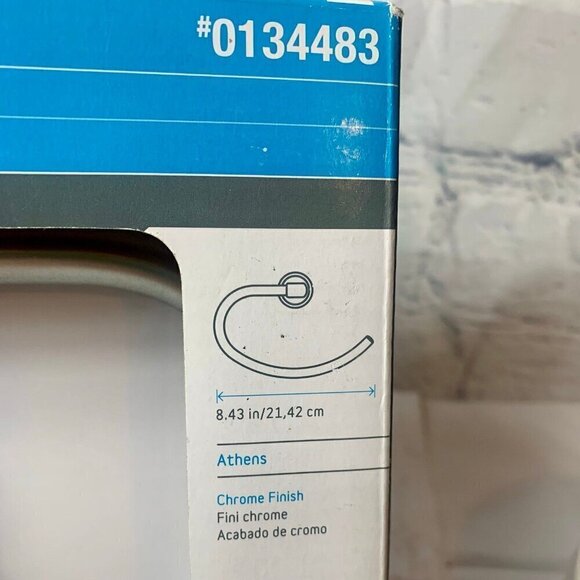 #0134483
8.43 in/21,42 cm
Athens
Chrome Finish
Fini chrome
Acabado de cromo